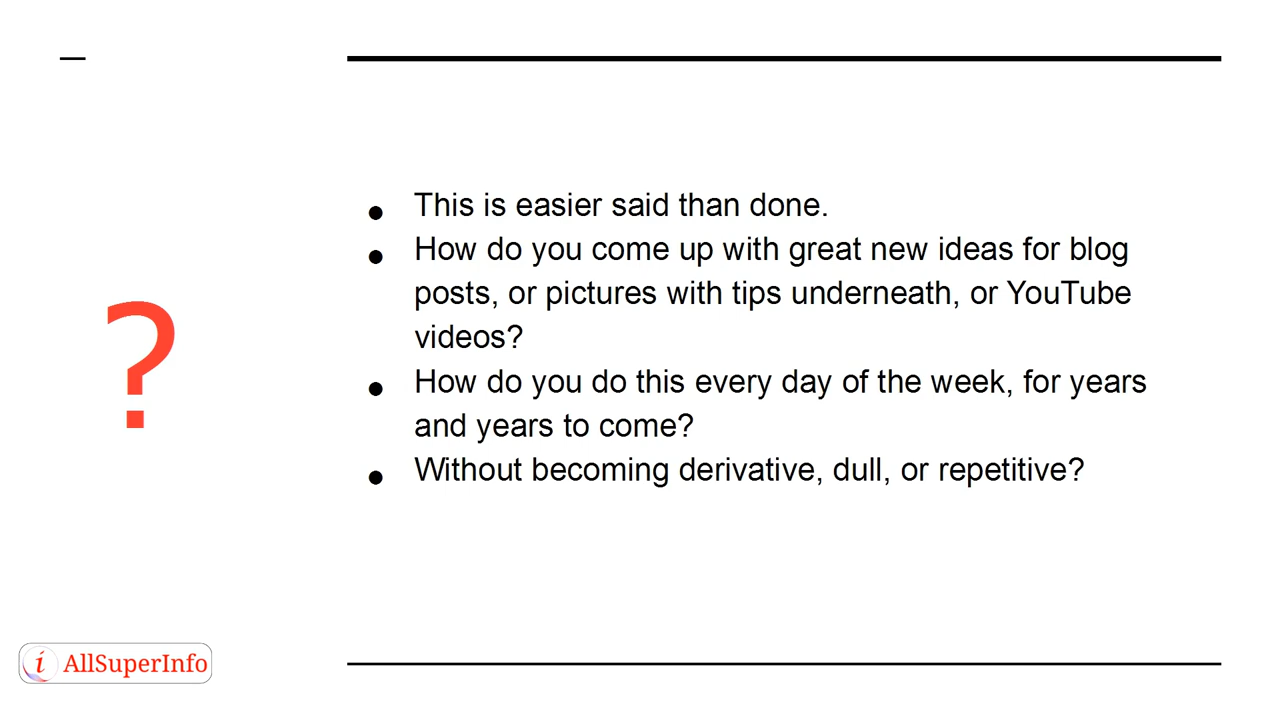 This is easier said than done.
How do you come up with great new ideas for blog
posts, or pictures with tips underneath, or YouTube
videos?
How do you do this every day of the week, for years
and years to come?
Without becoming derivative, dull, or repetitive?
?
i AllSuperInfo